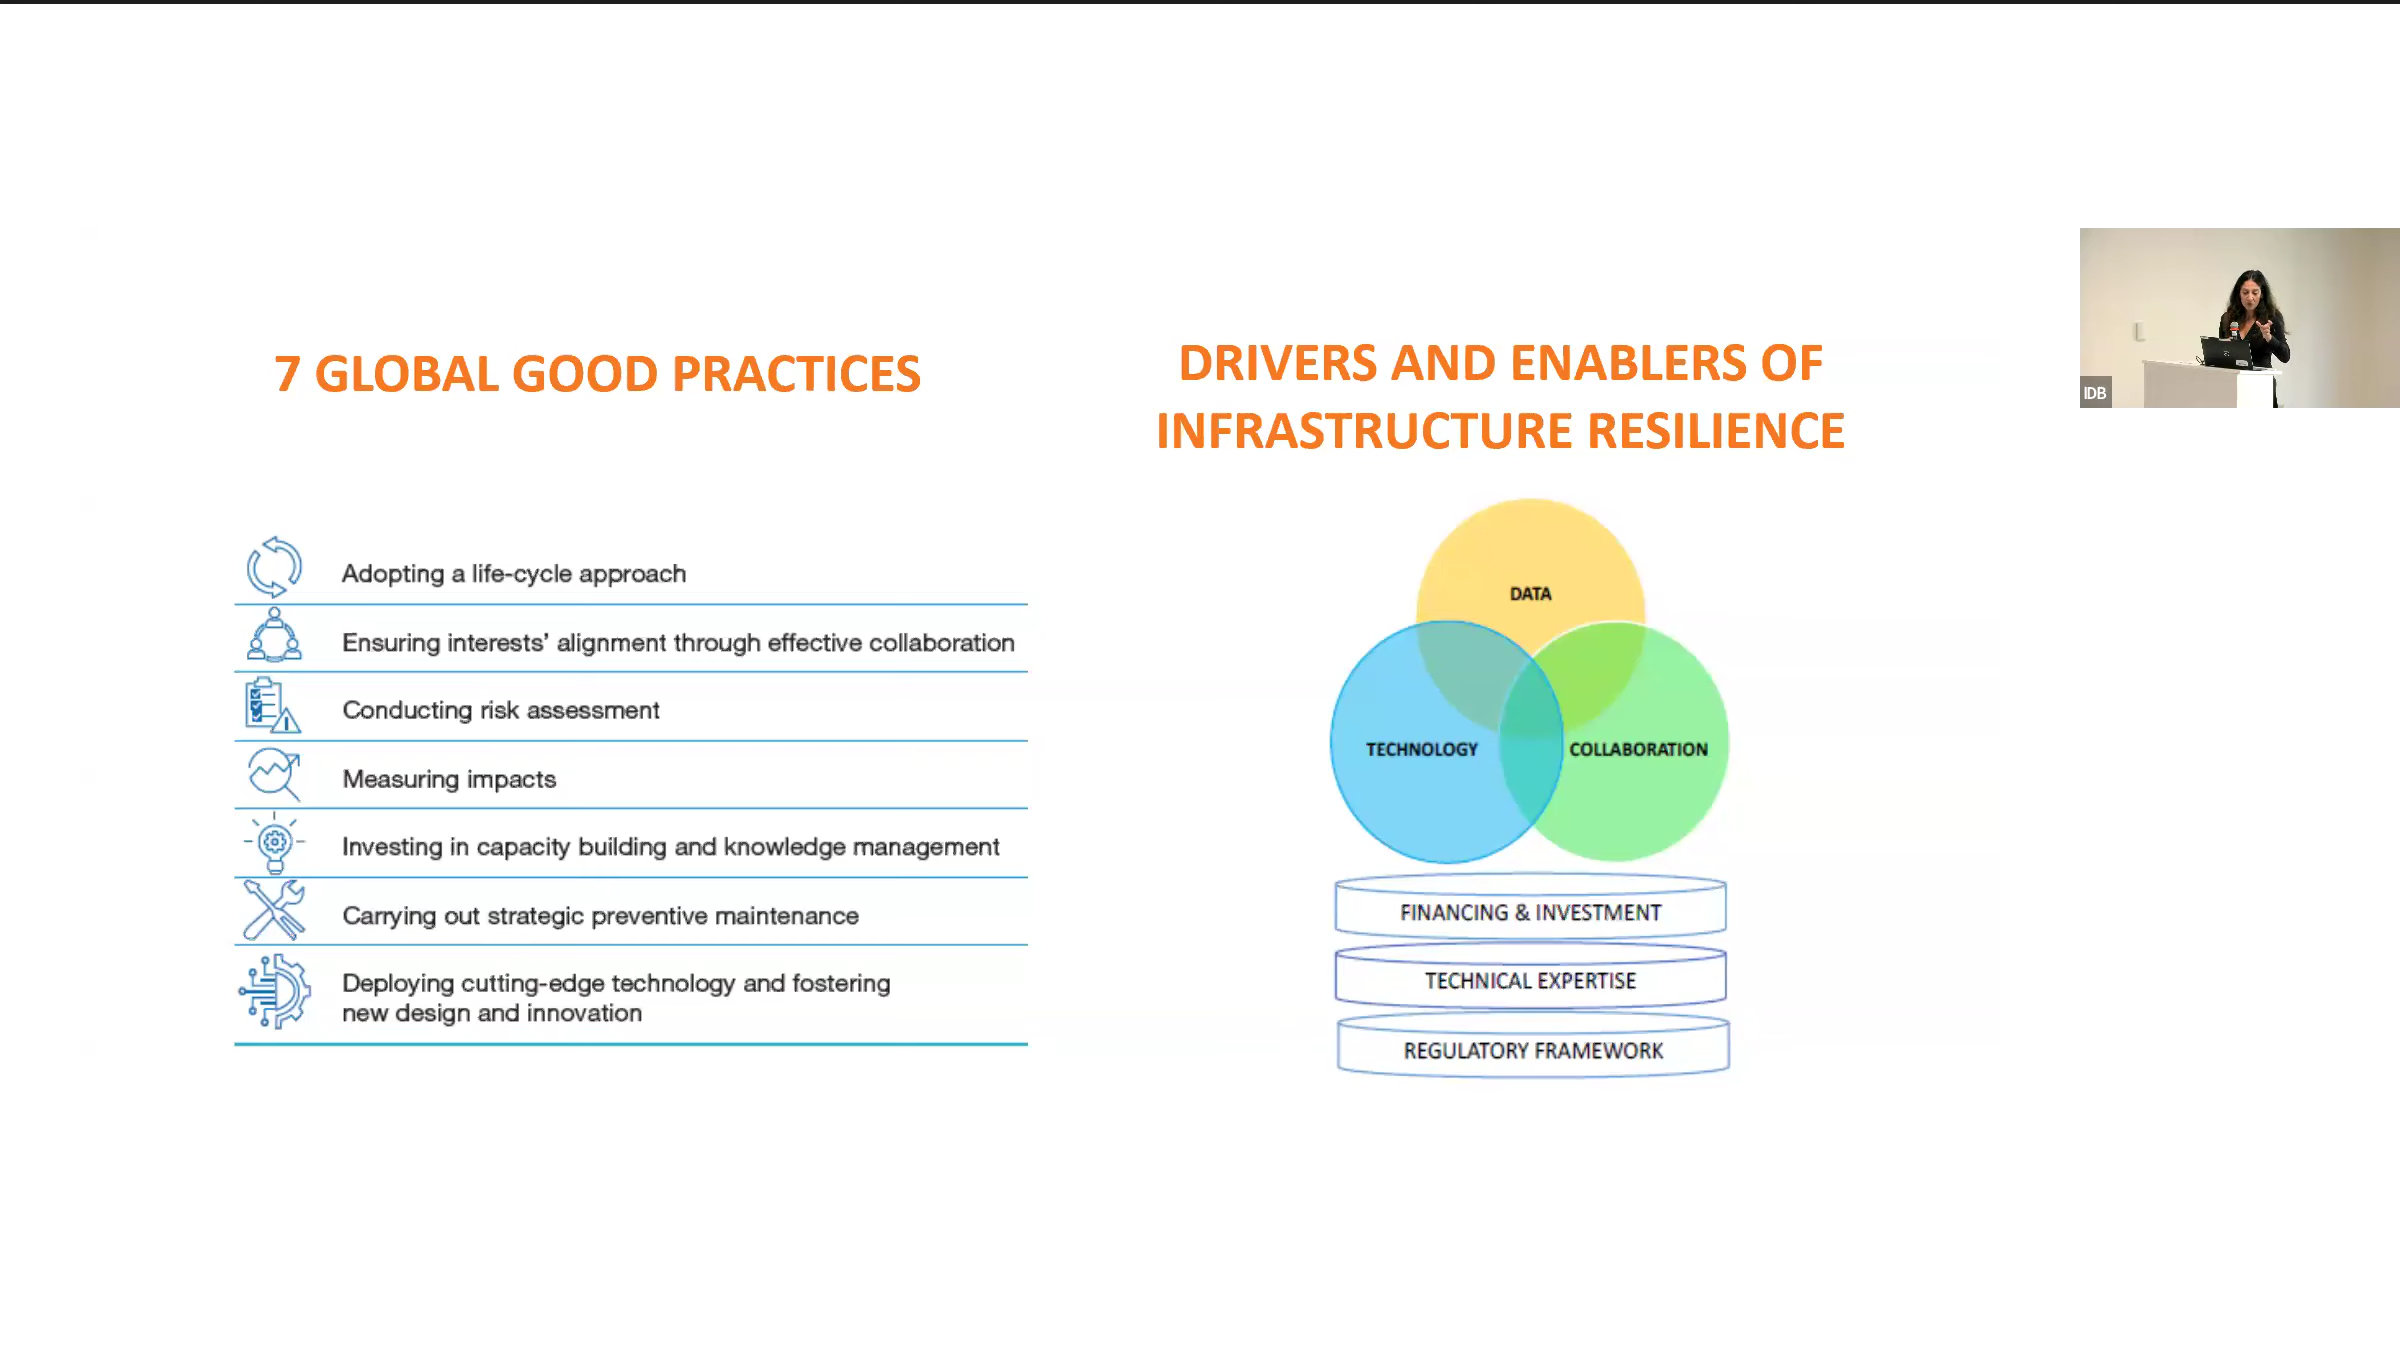 7 GLOBAL GOOD PRACTICES
Adopting a life-cycle approach
Ensuring interests' alignment through effective collaboration
Conducting risk assessment
Measuring impacts
Investing in capacity building and knowledge management
Carrying out strategic preventive maintenance
Deploying cutting-edge technology and fostering
new design and innovation
DRIVERS AND ENABLERS OF
INFRASTRUCTURE RESILIENCE
DATA
TECHNOLOGY
COLLABORATION
FINANCING & INVESTMENT
TECHNICAL EXPERTISE
REGULATORY FRAMEWORK
IDB